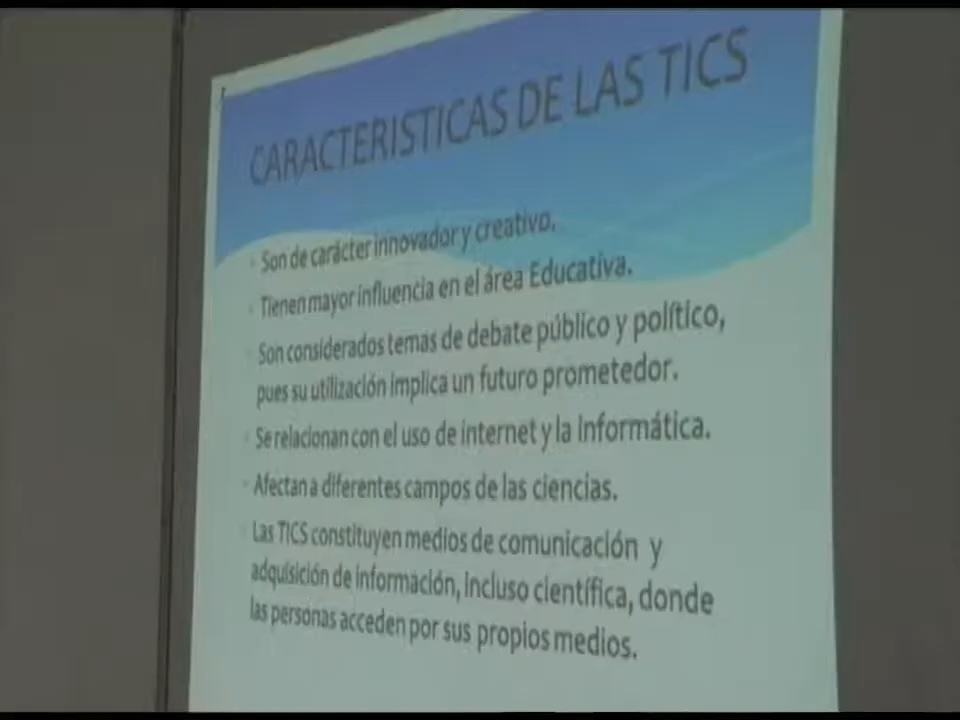 CARACTERISTICAS DE LAS TICS
Son de carácter innovador y creativo.
Tienen mayor influencia en el área Educativa.
Son considerados temas de debate público y político,
pues su utilización implica un futuro prometedor.
Se relacionan con el uso de internet y la informática.
Afectan a diferentes campos de las ciencias.
Las TICS constituyen medios de comunicación y
adquisición de información, incluso científica, donde
las personas acceden por sus propios medios.